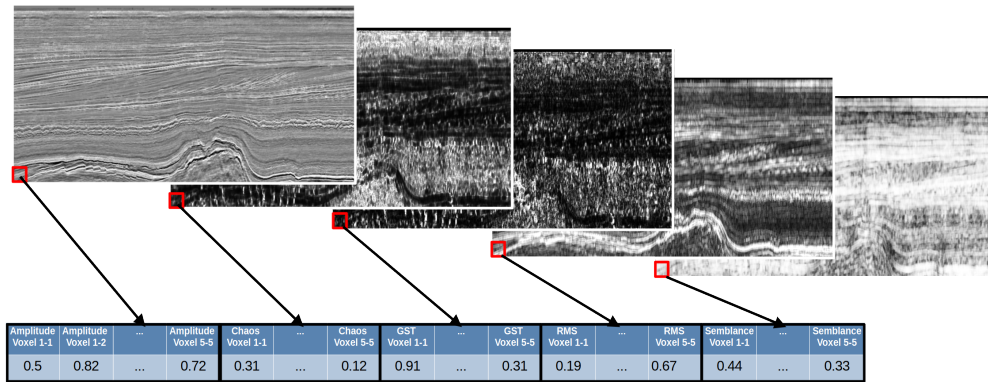 Amplitude Voxel 1-1 Amplitude Voxel 1-2 ... Amplitude Voxel 5-5 Chaos Voxel 1-1 ... Chaos Voxel 5-5 GST Voxel 1-1 ... GST Voxel 5-5 RMS Voxel 1-1 ... RMS Voxel 5-5 Semblance Voxel 1-1 ... Semblance Voxel 5-5
0.5 0.82 ... 0.72 0.31 ... 0.12 0.91 ... 0.31 0.19 ... 0.67 0.44 ... 0.33